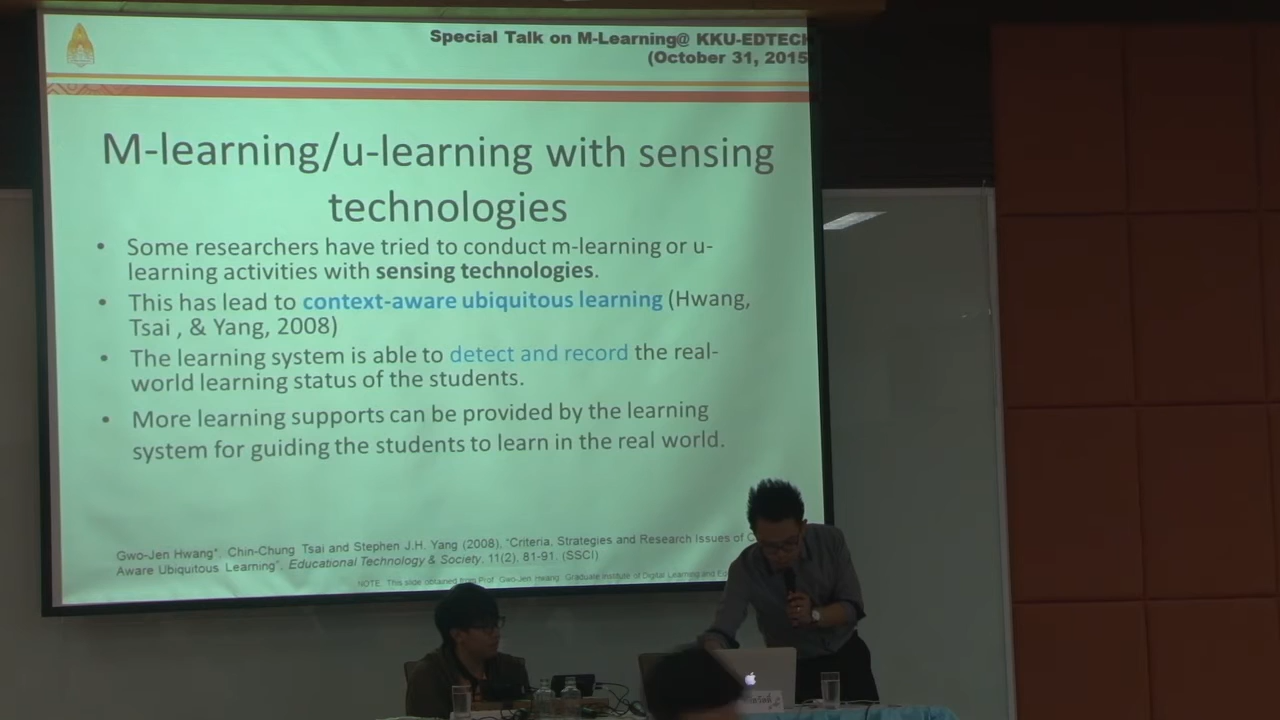 Special Talk on M-Learning@ KKU-EDTECH
(October 31, 2015
M-learning/u-learning with sensing
technologies
• Some researchers have tried to conduct m-learning or u-
learning activities with sensing technologies.
• This has lead to context-aware ubiquitous learning (Hwang,
Tsai , & Yang, 2008)
• The learning system is able to detect and record the real-
world learning status of the students.
• More learning supports can be provided by the learning
system for guiding the students to learn in the real world.
Gwo-Jen Hwang*, Chin-Chung Tsai and Stephen J.H. Yang (2008), "Criteria, Strategies and Research Issues of
Aware Ubiquitous Learning", Educational Technology & Society, 11(2), 81-91. (SSCI)
NOTE. This slide obtained from Prof. Gwo-Jen Hwang, Graduate Institute of Digital Learning and